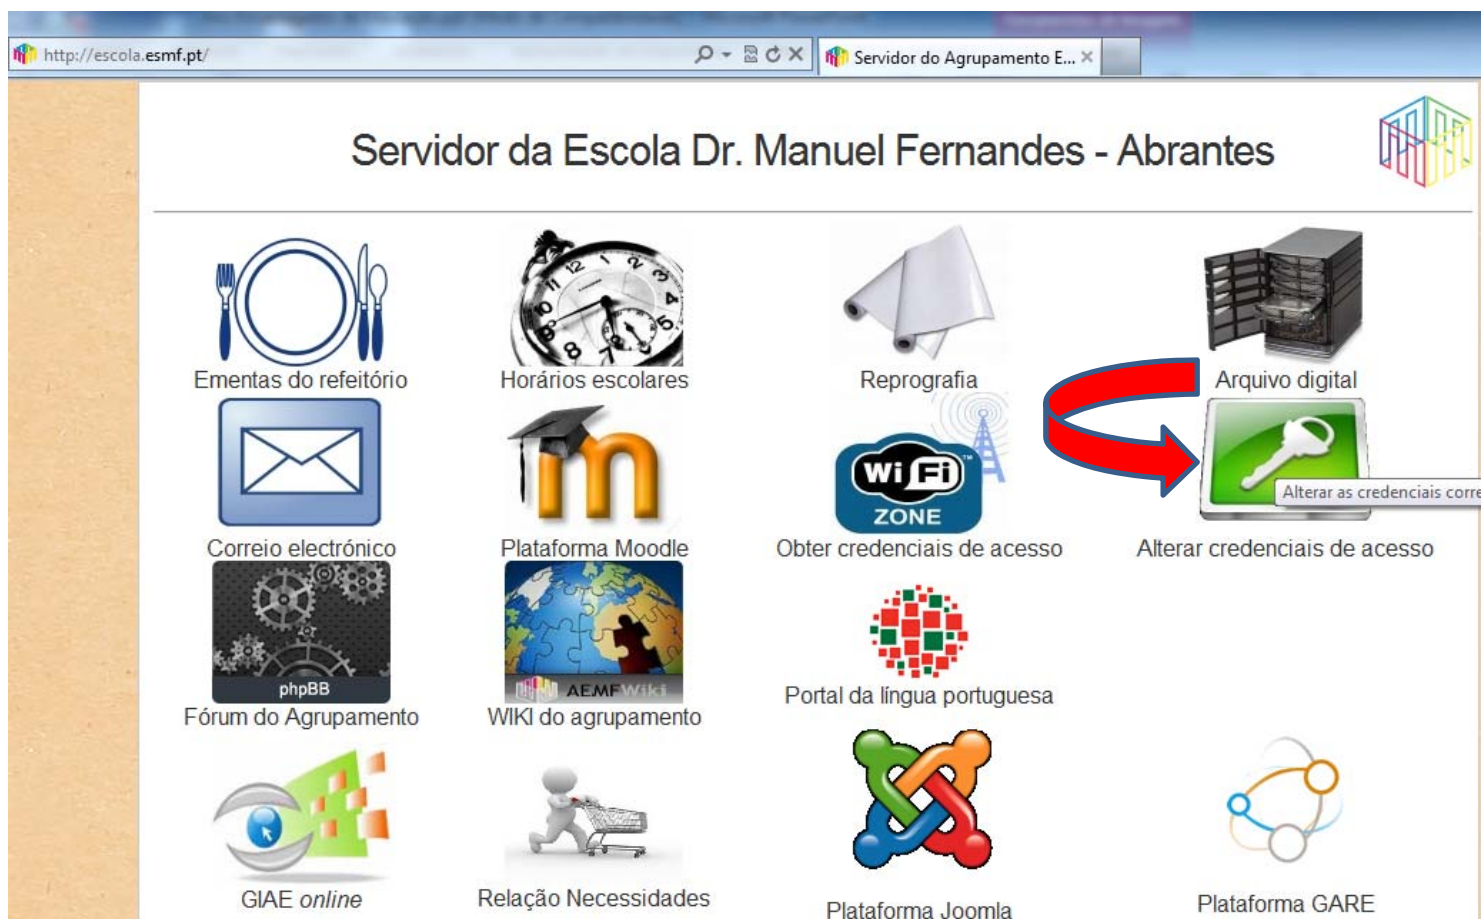 http://escola.esmf.pt/
Servidor do Agrupamento E...
Servidor da Escola Dr. Manuel Fernandes - Abrantes
Ementas do refeitório
Horários escolares
Reprografia
Arquivo digital
Wi Fi
TM
ZONE
Alterar as credenciais corre
Correio electrónico
Plataforma Moodle
Obter credenciais de acesso
Alterar credenciais de acesso
phpBB
AEMFWiki
Fórum do Agrupamento
WIKI do agrupamento
Portal da língua portuguesa
GIAE online
Relação Necessidades
Plataforma Joomla
Plataforma GARE